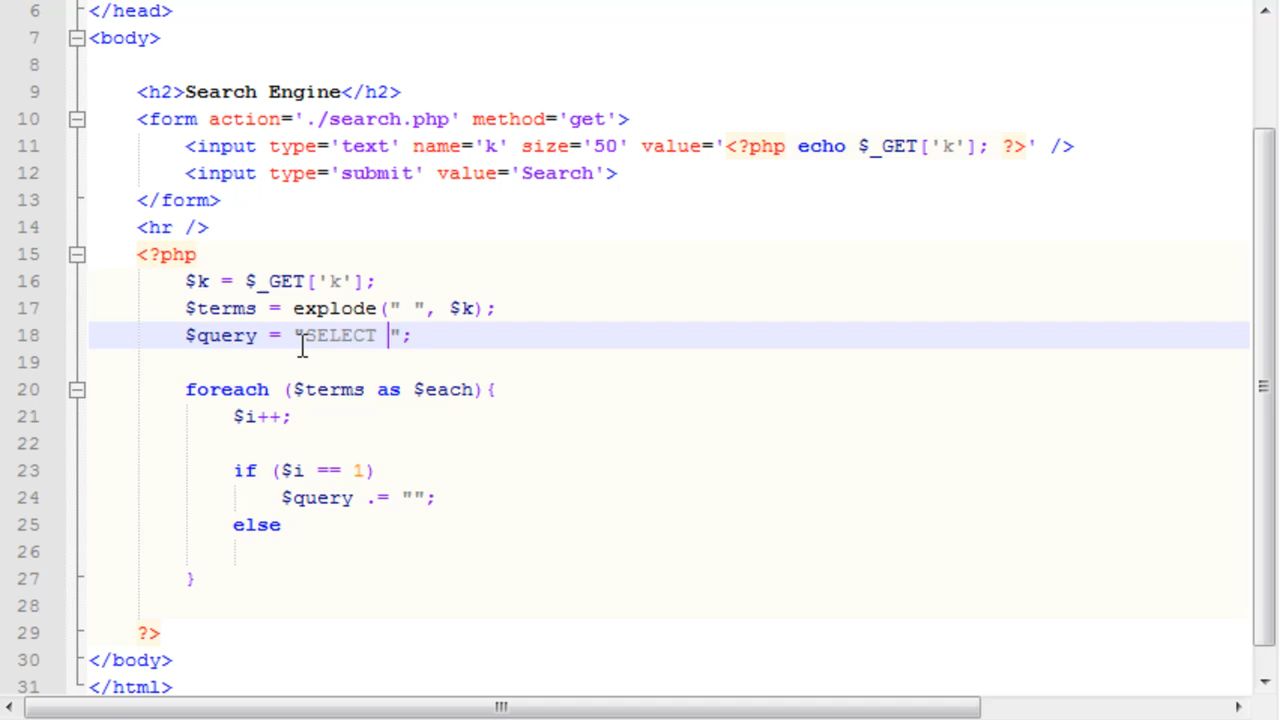 6 </head>
7 <body>
8
9 <h2>Search Engine</h2>
10 <form action='./search.php' method='get'>
11 <input type='text' name='k' size='50' value='<?php echo $_GET['k']; ?>' />
12 <input type='submit' value='Search'>
13 </form>
14 <hr />
15 <?php
16 $k = $_GET['k'];
17 $terms = explode(" ", $k);
18 $query = "SELECT ";
19
20 foreach ($terms as $each){
21 $i++;
22
23 if ($i == 1)
24 $query .= "";
25 else
26
27 }
28
29 ?>
30 </body>
31 </html>